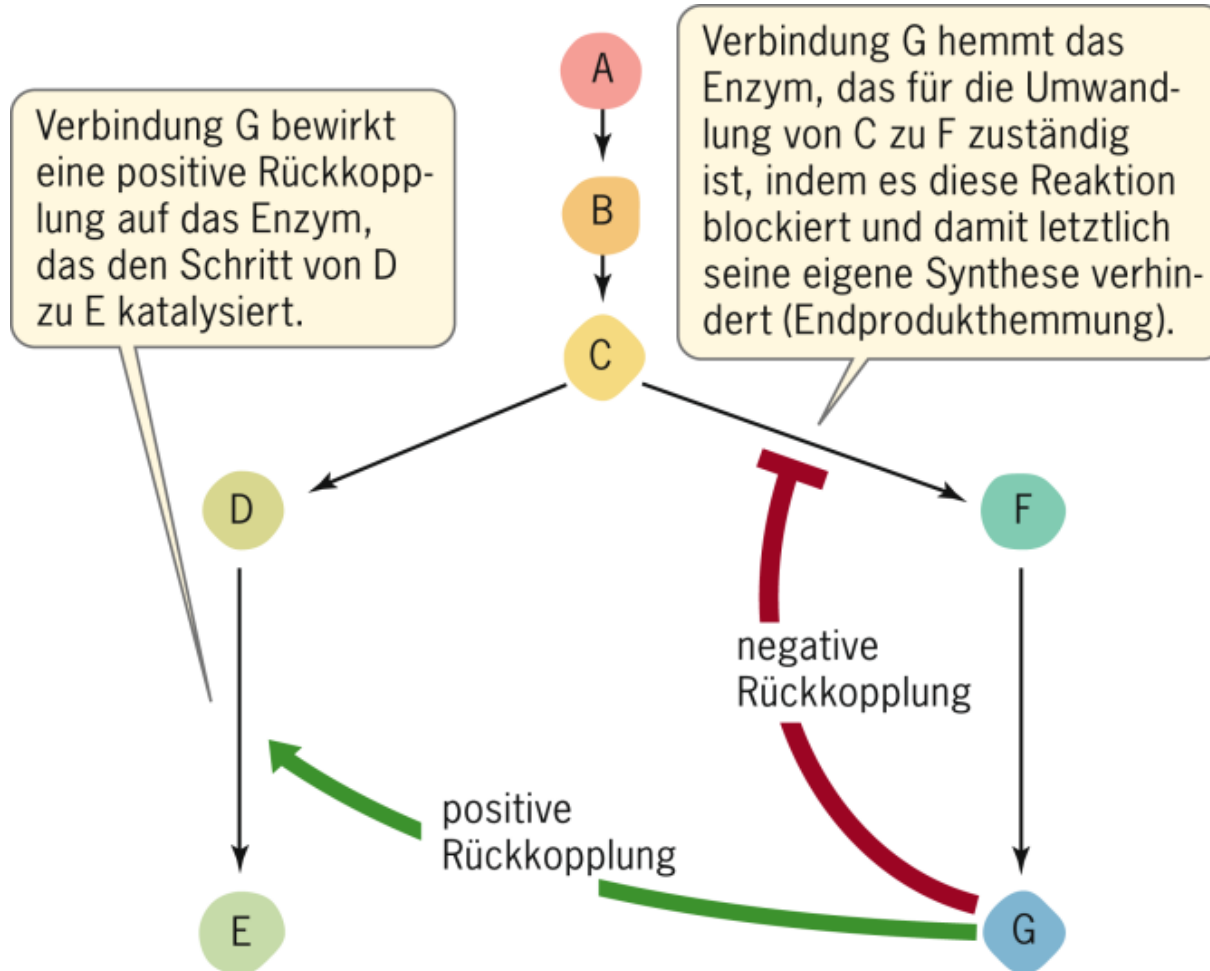 A
Verbindung G hemmt das
Enzym, das für die Umwand-
lung von C zu F zuständig
ist, indem es diese Reaktion
blockiert und damit letztlich
seine eigene Synthese verhin-
dert (Endprodukthemmung).
Verbindung G bewirkt
eine positive Rückkopp-
lung auf das Enzym,
das den Schritt von D
zu E katalysiert.
B
C
D
F
negative
Rückkopplung
positive
Rückkopplung
E
G